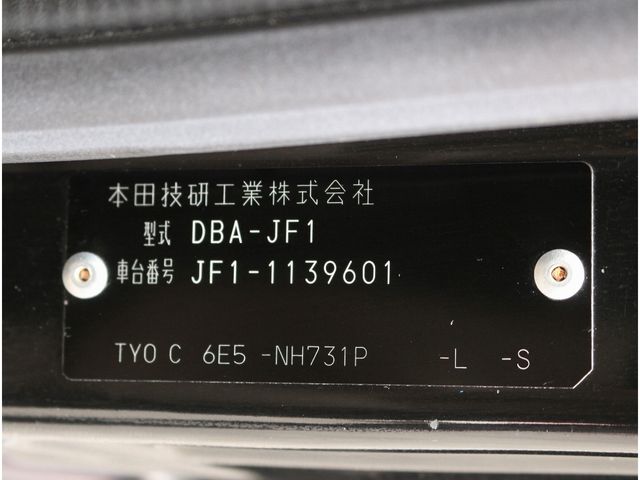 本田技研工業株式会社
型式 DBA-JF1
車台番号 JF1-1139601
TYO C 6E5 -NH731P -L -S